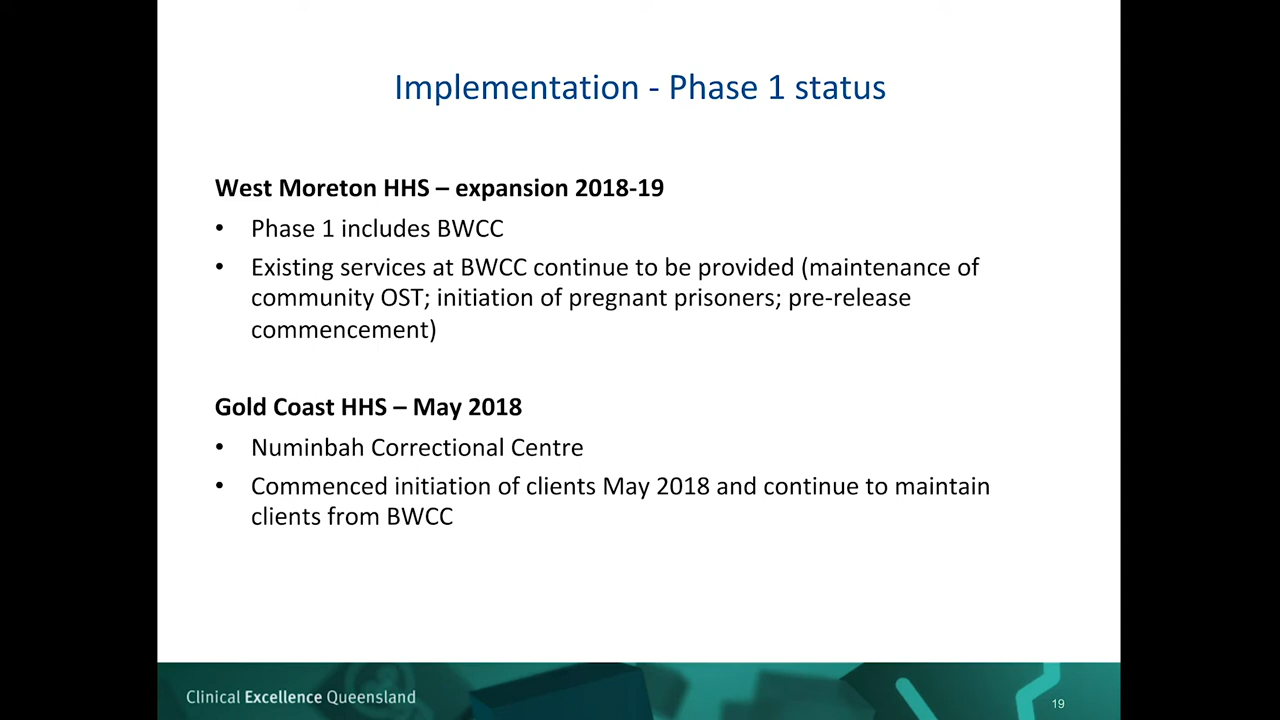 Implementation - Phase 1 status
West Moreton HHS – expansion 2018-19
• Phase 1 includes BWCC
• Existing services at BWCC continue to be provided (maintenance of
community OST; initiation of pregnant prisoners; pre-release
commencement)
Gold Coast HHS – May 2018
• Numinbah Correctional Centre
• Commenced initiation of clients May 2018 and continue to maintain
clients from BWCC
Clinical Excellence Queensland
19